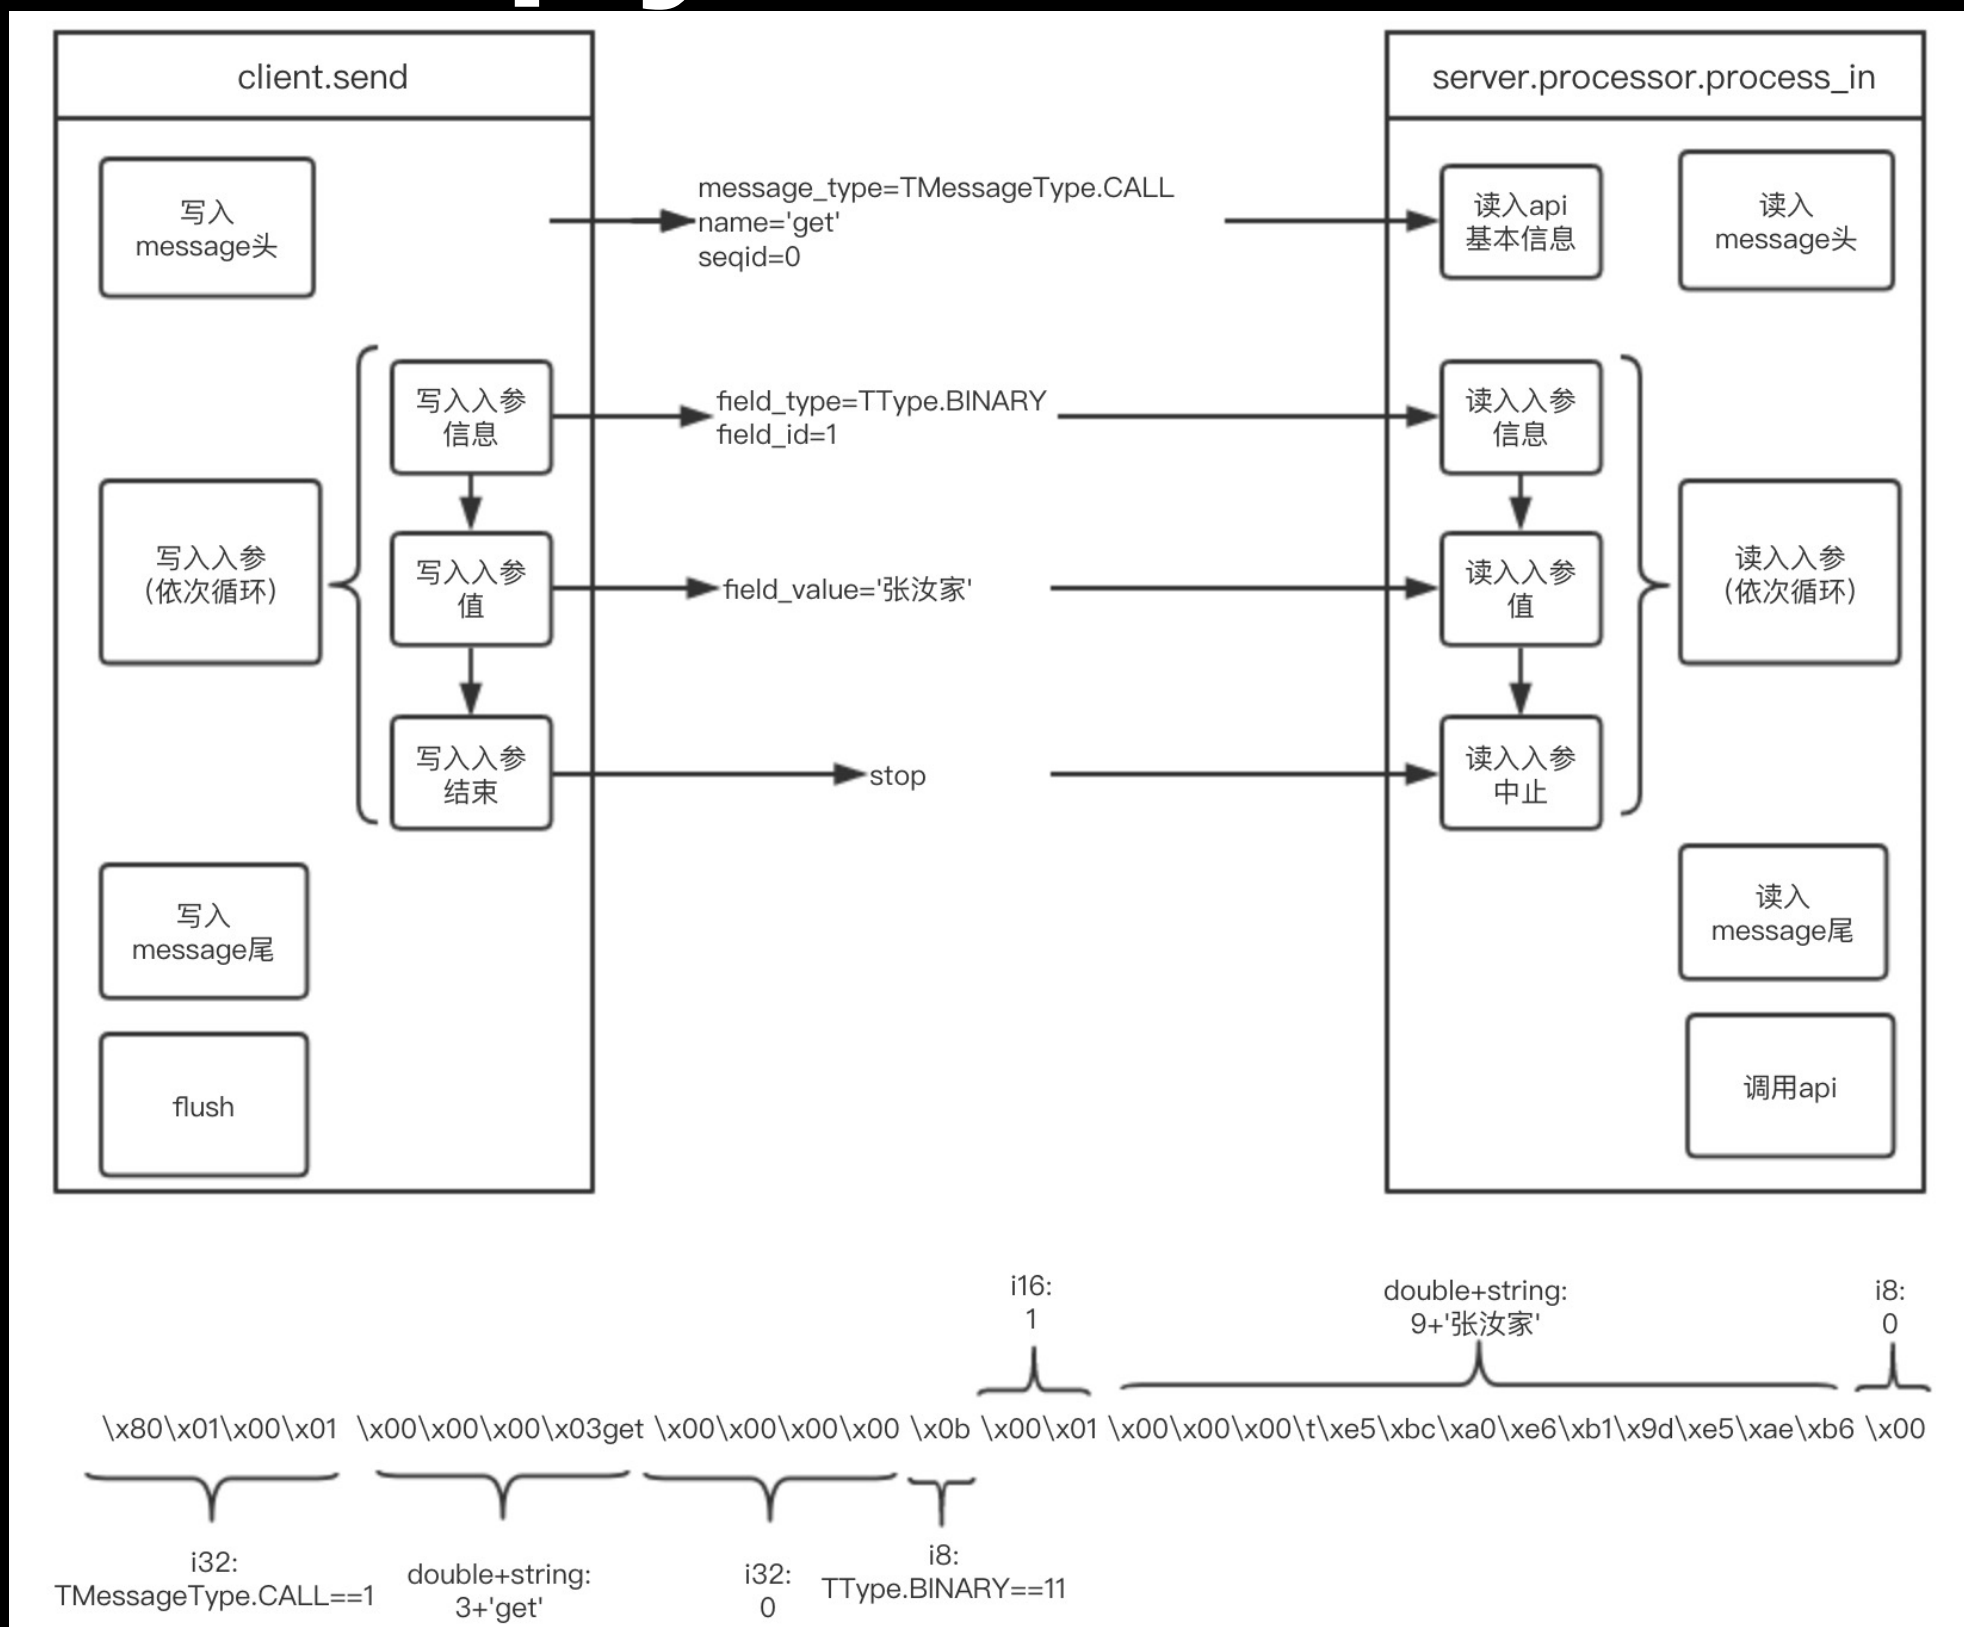 client.send
写入
message头
写入入参
(依次循环)
写入入参
信息
写入入参
值
写入入参
结束
写入
message尾
flush
message_type=TMessageType.CALL
name='get'
seqid=0
field_type=TType.BINARY
field_id=1
field_value='张汝家'
stop
server.processor.process_in
读入api
基本信息
读入
message头
读入入参
信息
读入入参
值
读入入参
中止
读入入参
(依次循环)
读入
message尾
调用api
i16:
1
double+string:
9+'张汝家'
i8:
0
\x80\x01\x00\x01 \x00\x00\x00\x03get \x00\x00\x00\x00 \x0b \x00\x01 \x00\x00\x00\t\xe5\xbc\xa0\xe6\xb1\x9d\xe5\xae\xb6 \x00
i32:
TMessageType.CALL==1
double+string:
3+'get'
i32:
0
i8:
TType.BINARY==11